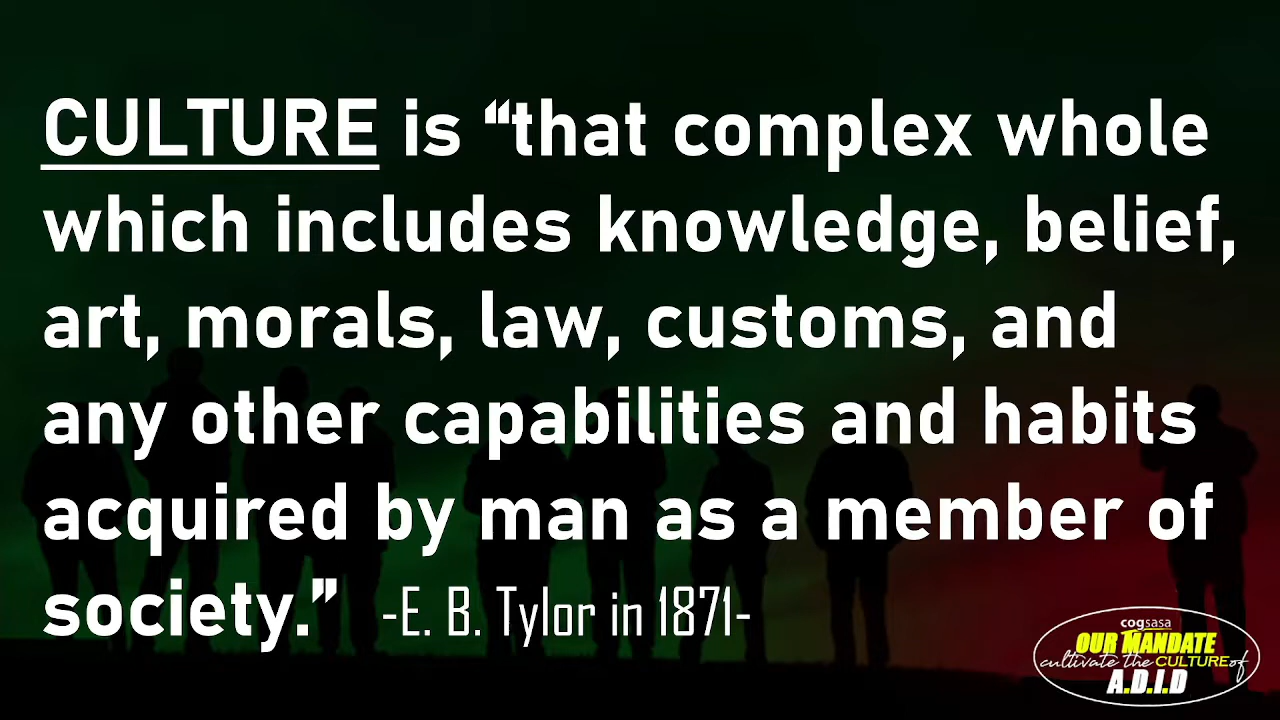 CULTURE is “that complex whole
which includes knowledge, belief,
art, morals, law, customs, and
any other capabilities and habits
acquired by man as a member of
society.” -E. B. Tylor in 1871-
cogsasa
OUR MANDATE
cultivate the CULTURE of
A.D.I.D